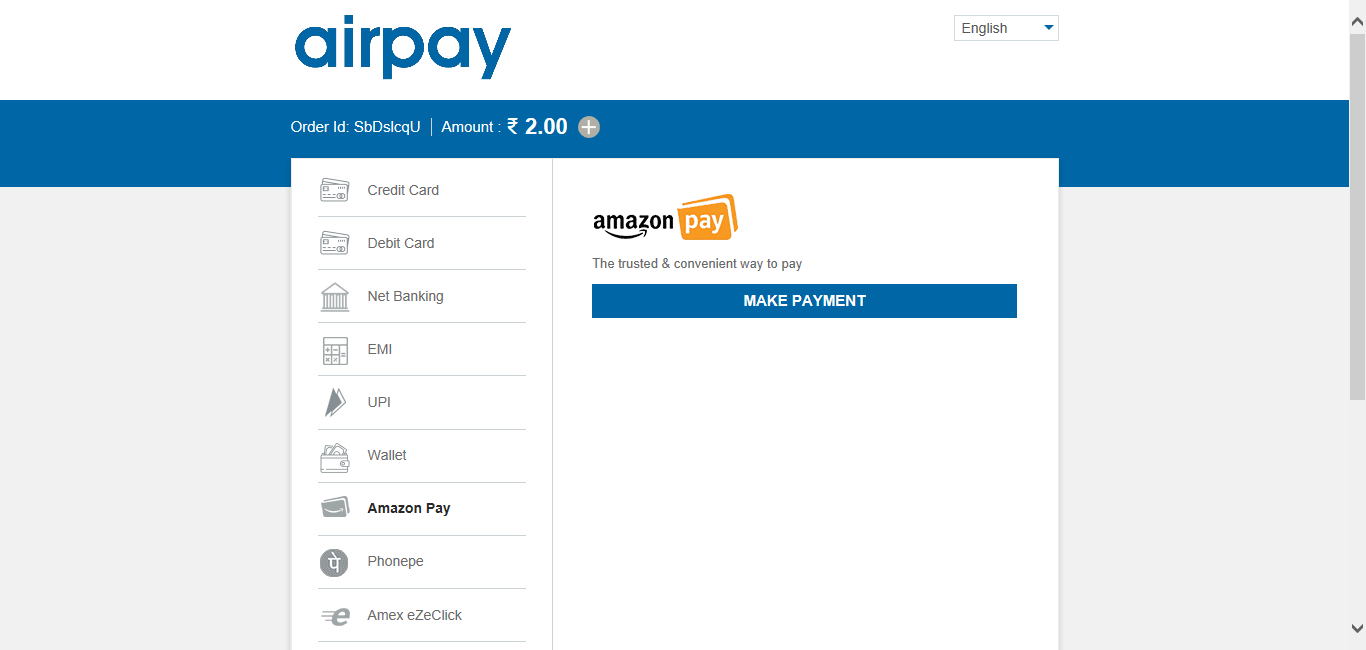 airpay
English
Order Id: SbDslcqU | Amount : ₹ 2.00
Credit Card
Debit Card
Net Banking
EMI
UPI
Wallet
Amazon Pay
पे
Phonepe
e
Amex eZeClick
amazon pay
The trusted & convenient way to pay
MAKE PAYMENT